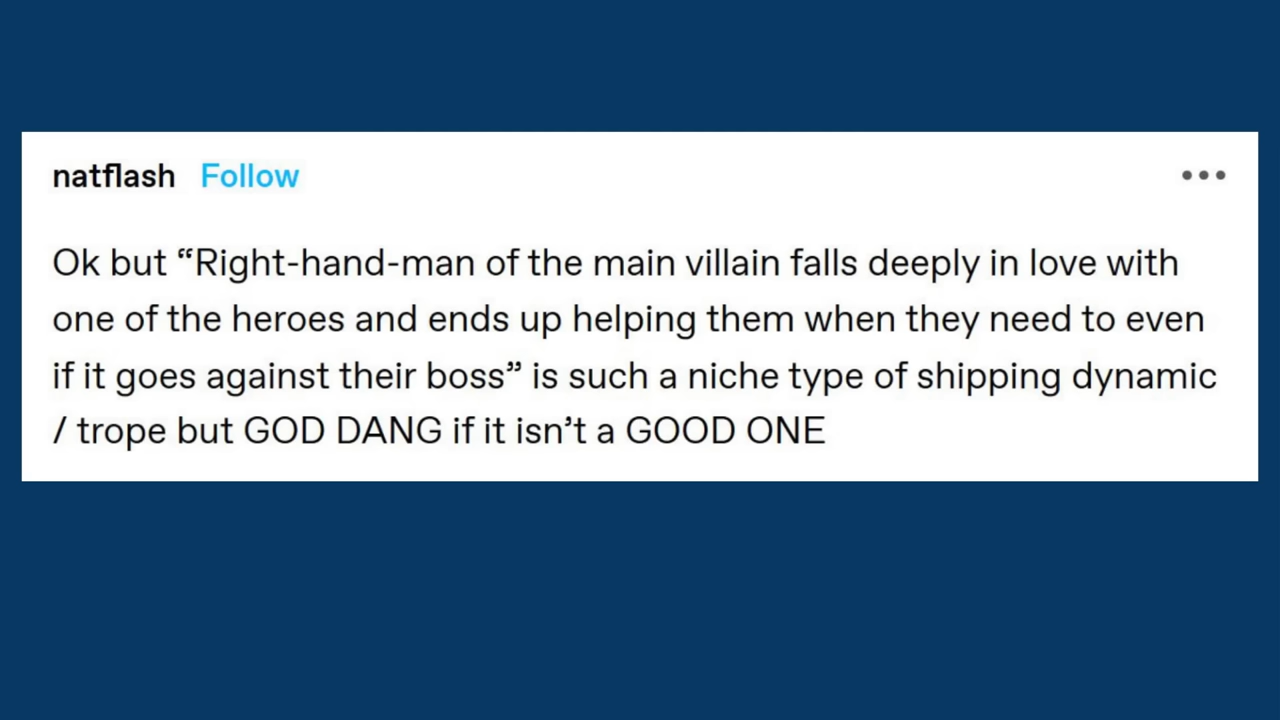 natflash Follow
Ok but “Right-hand-man of the main villain falls deeply in love with
one of the heroes and ends up helping them when they need to even
if it goes against their boss” is such a niche type of shipping dynamic
/ trope but GOD DANG if it isn’t a GOOD ONE